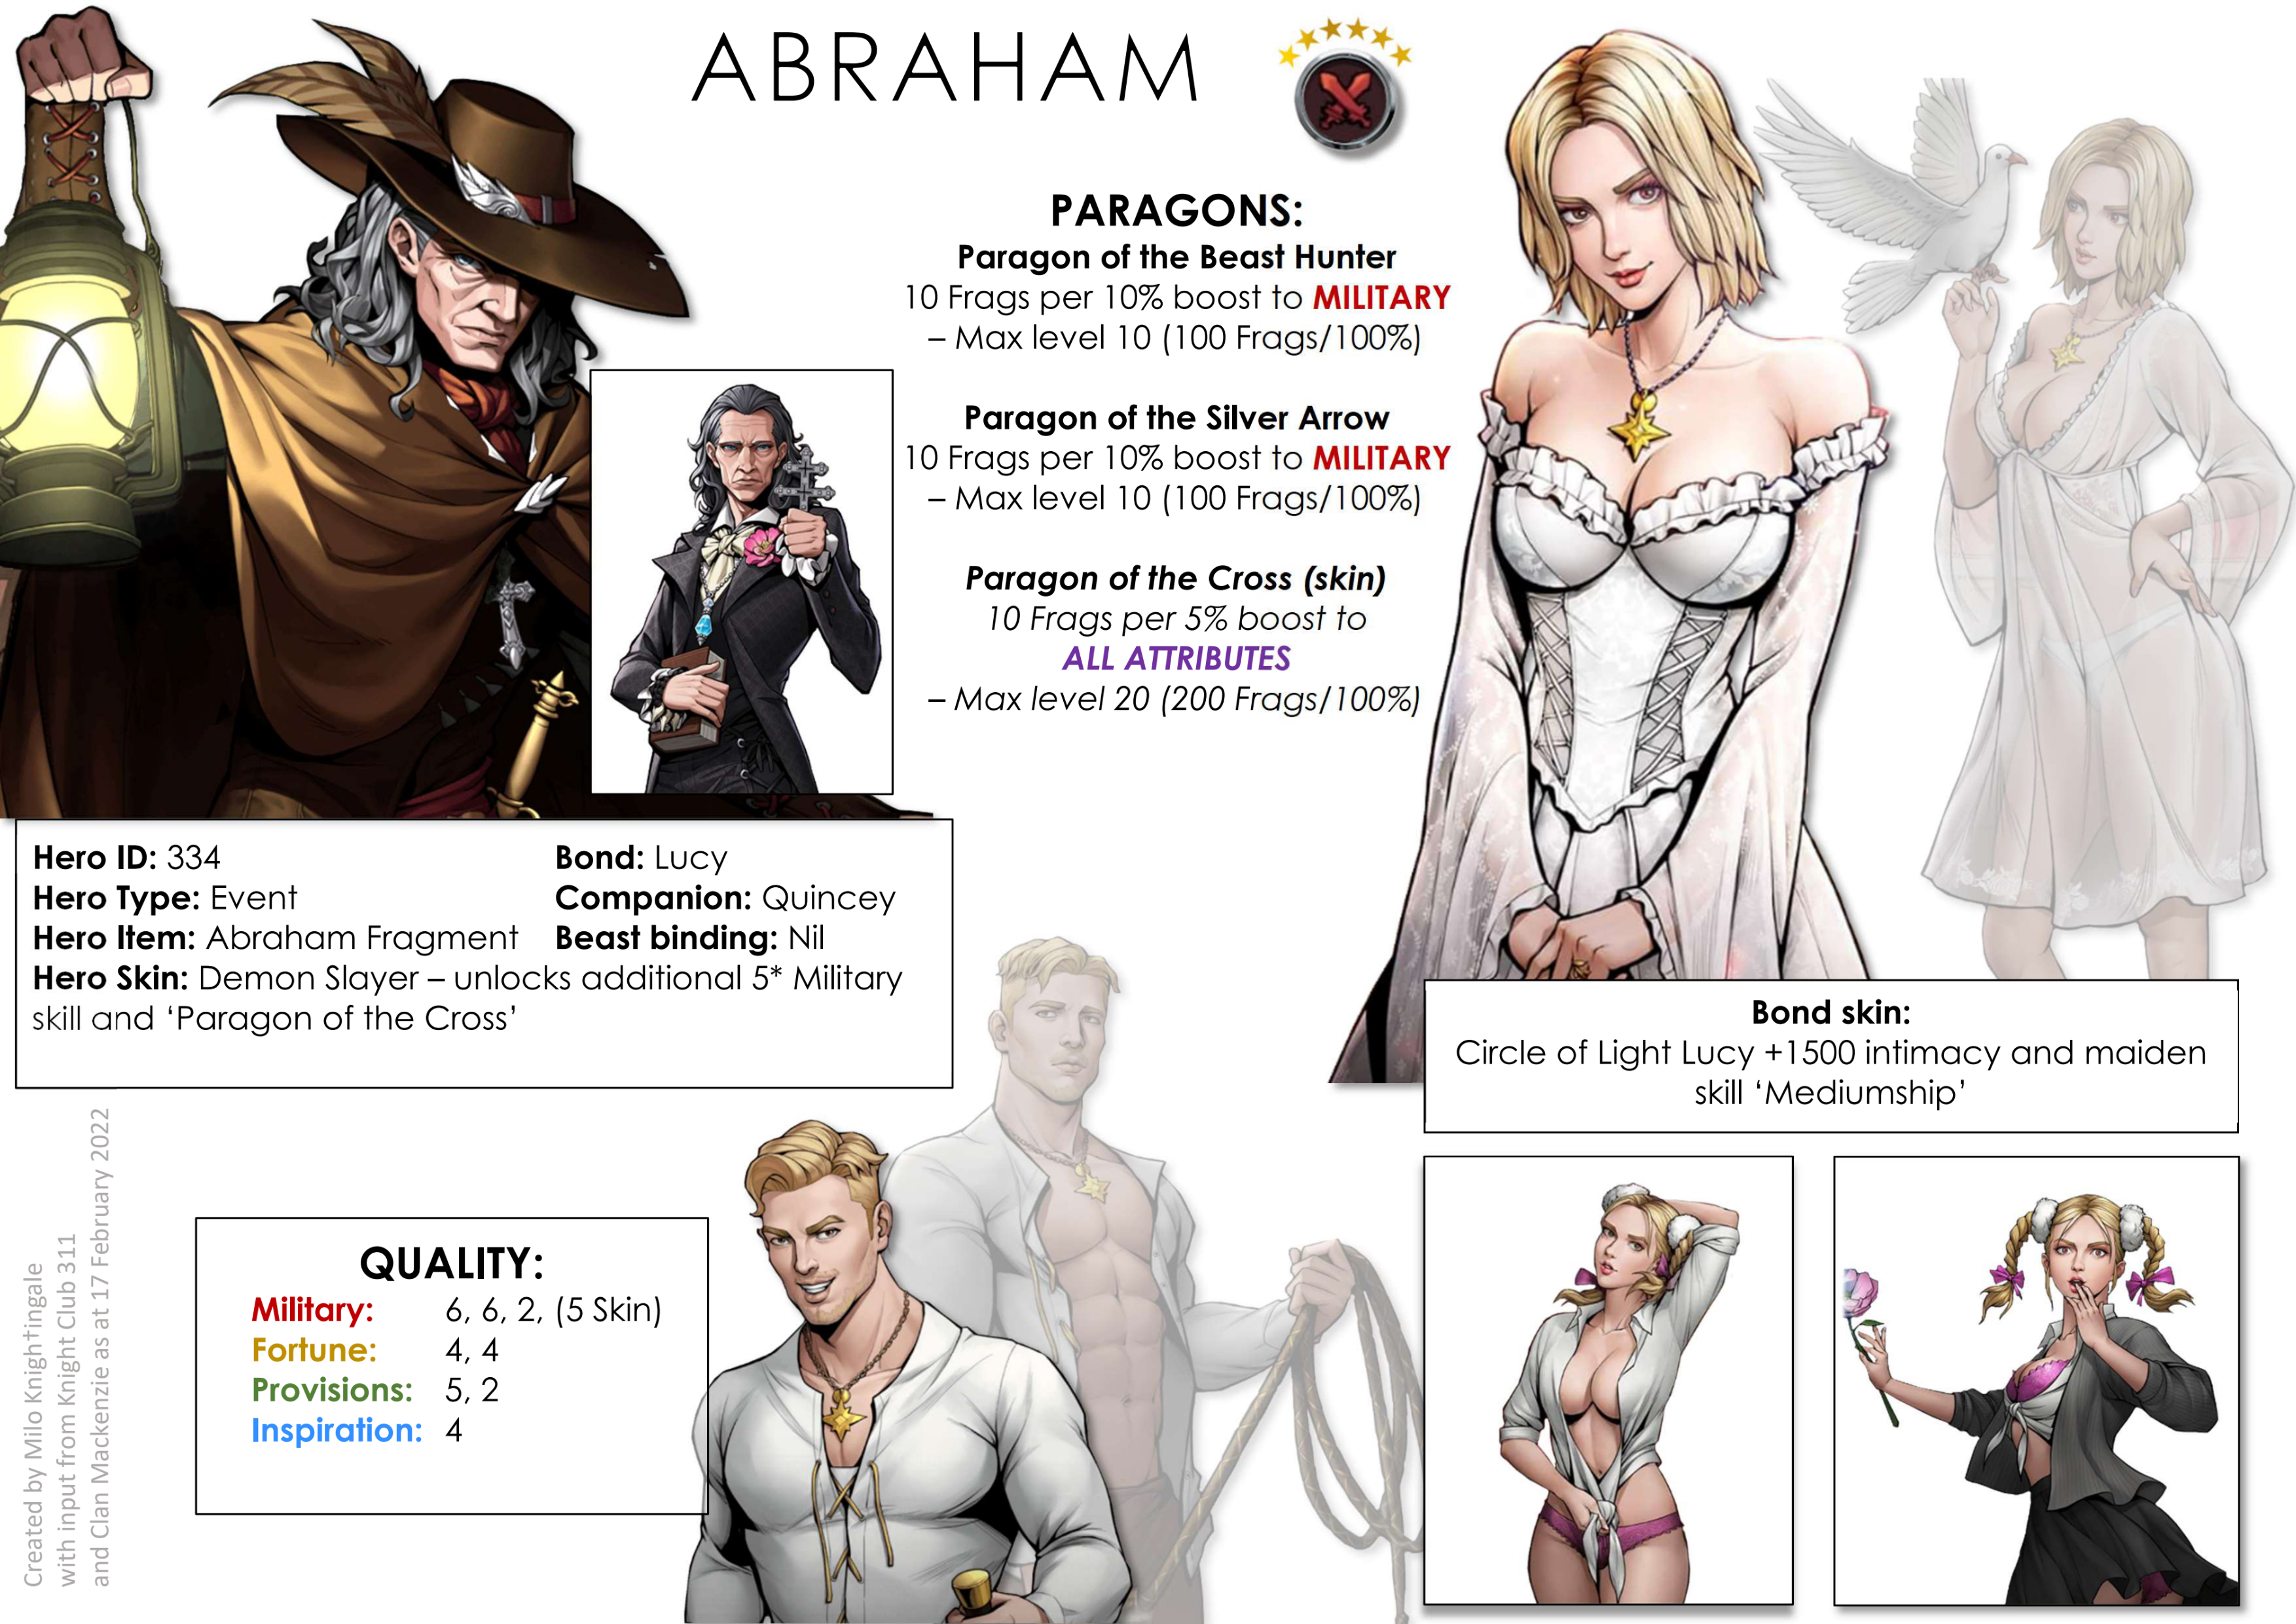 ABRAHAM
PARAGONS:
Paragon of the Beast Hunter
10 Frags per 10% boost to MILITARY
– Max level 10 (100 Frags/100%)
Paragon of the Silver Arrow
10 Frags per 10% boost to MILITARY
– Max level 10 (100 Frags/100%)
Paragon of the Cross (skin)
10 Frags per 5% boost to
ALL ATTRIBUTES
– Max level 20 (200 Frags/100%)
Hero ID: 334 Bond: Lucy
Hero Type: Event Companion: Quincey
Hero Item: Abraham Fragment Beast binding: Nil
Hero Skin: Demon Slayer – unlocks additional 5* Military
skill and ‘Paragon of the Cross’
Bond skin:
Circle of Light Lucy +1500 intimacy and maiden
skill ‘Mediumship’
QUALITY:
Military: 6, 6, 2, (5 Skin)
Fortune: 4, 4
Provisions: 5, 2
Inspiration: 4
Created by Milo Knigh†ingale
with input from Knight Club 311
and Clan Mackenzie as at 17 February 2022